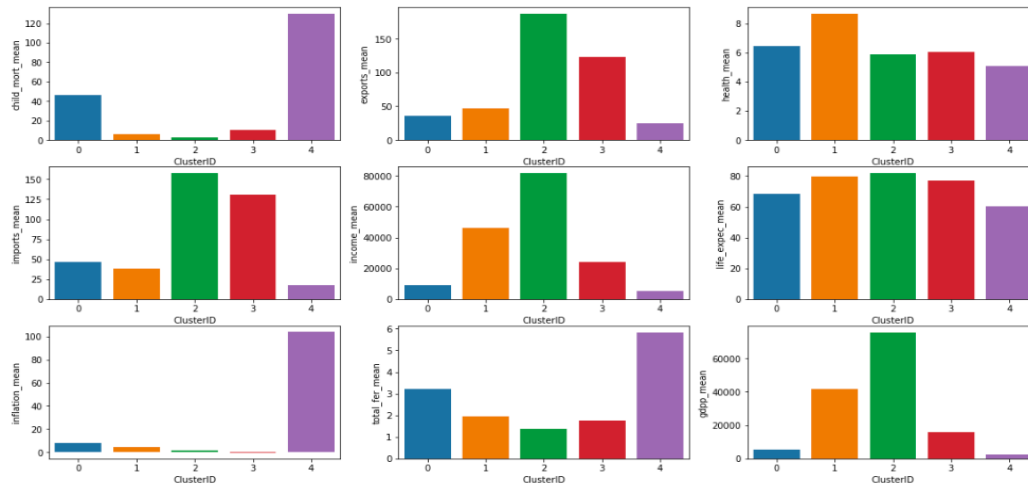 child_mort_mean
120
100
80
60
40
20
0
0 1 2 3 4
ClusterID
exports_mean
150
100
50
0
0 1 2 3 4
ClusterID
health_mean
8
6
4
2
0
0 1 2 3 4
ClusterID
imports_mean
150
125
100
75
50
25
0
0 1 2 3 4
ClusterID
income_mean
80000
60000
40000
20000
0
0 1 2 3 4
ClusterID
life_expec_mean
80
60
40
20
0
0 1 2 3 4
ClusterID
inflation_mean
100
80
60
40
20
0
0 1 2 3 4
ClusterID
total_fer_mean
6
5
4
3
2
1
0
0 1 2 3 4
ClusterID
gdpp_mean
60000
40000
20000
0
0 1 2 3 4
ClusterID